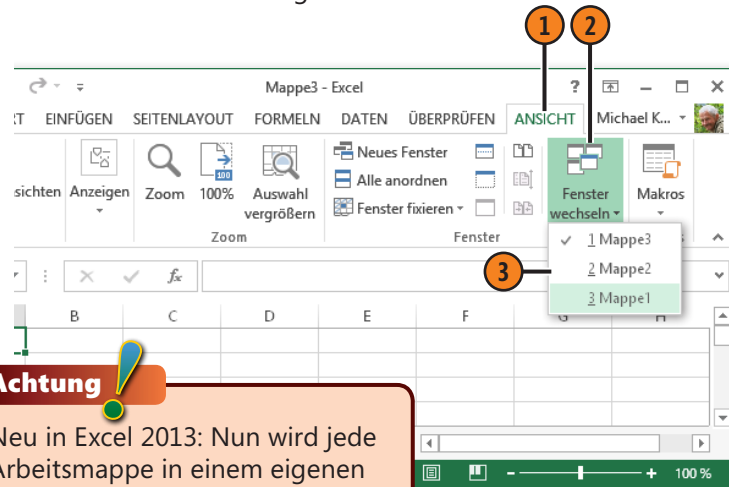 1 2
Mappe3 - Excel
?
EINFÜGEN SEITENLAYOUT FORMELN DATEN ÜBERPRÜFEN ANSICHT Michael K...
sichten Anzeigen Zoom 100% Auswahl vergrößern
100
Neues Fenster
Alle anordnen
Fenster fixieren
Fenster wechseln
Makros
Zoom Fenster
1 Mappe3
2 Mappe2
3 Mappe1
3
fx
B C D E F G H
Achtung
Neu in Excel 2013: Nun wird jede
Arbeitsmappe in einem eigenen
100 %